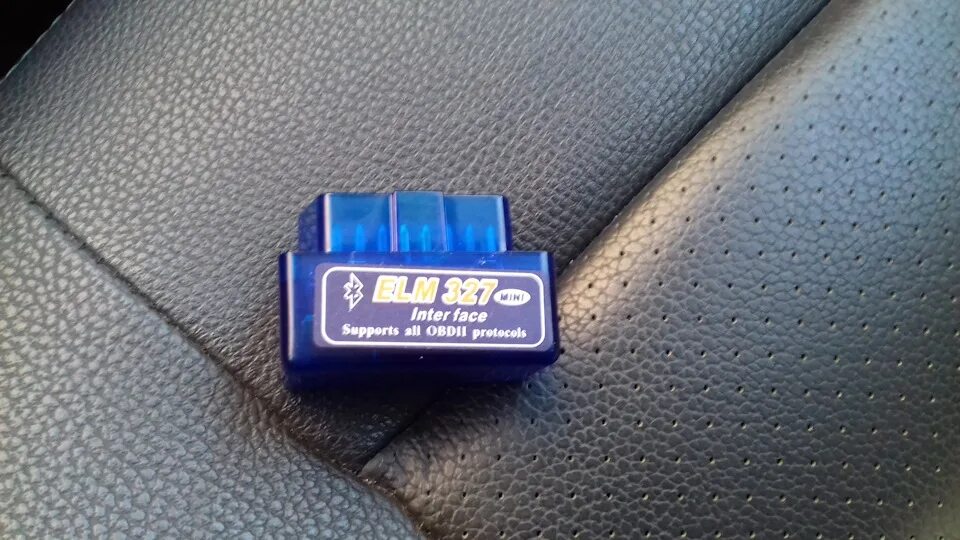 ELM 327 MINI
Inter face
Supports all OBDII protocols